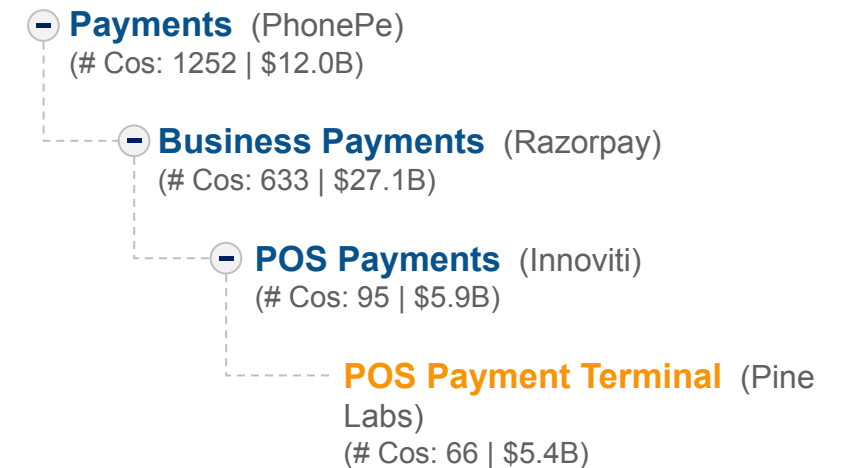 Payments (PhonePe)
(# Cos: 1252 | $12.0B)
Business Payments (Razorpay)
(# Cos: 633 | $27.1B)
POS Payments (Innoviti)
(# Cos: 95 | $5.9B)
POS Payment Terminal (Pine
Labs)
(# Cos: 66 | $5.4B)